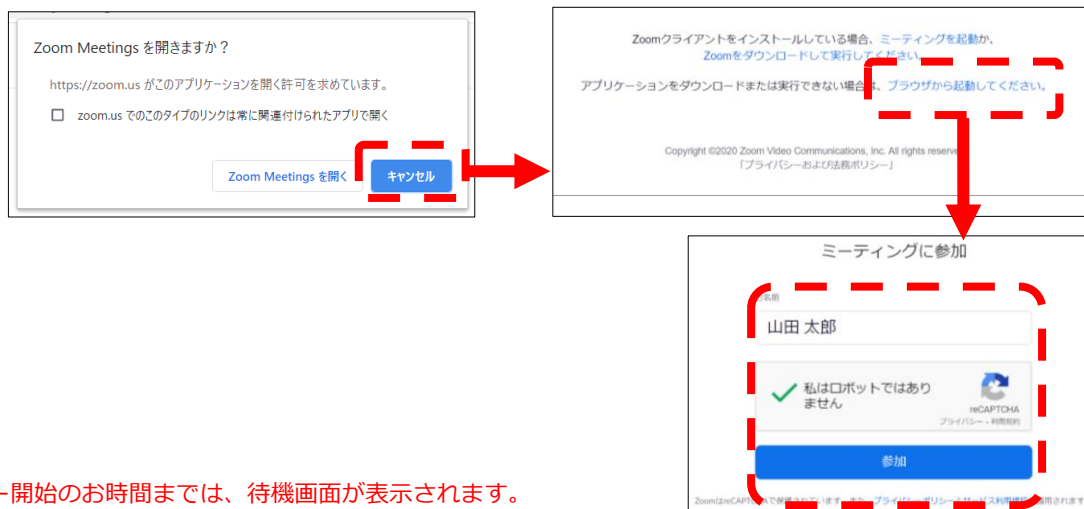 Zoom Meetings を開きますか？
https://zoom.us がこのアプリケーションを開く許可を求めています。
zoom.us でのこのタイプのリンクは常に関連付けられたアプリで開く
Zoom Meetings を開く
キャンセル
Zoomクライアントをインストールしている場合、ミーティングを起動か、
Zoomをダウンロードして実行してください。
アプリケーションをダウンロードまたは実行できない場合は、ブラウザから起動してください。
Copyright ©2020 Zoom Video Communications, Inc. All rights
「プライバシーおよび法務ポリシー」
ミーティングに参加
名前
山田 太郎
私はロボットではあり
ません
reCAPTCHA
プライバシー - 利用規約
参加
ー開始のお時間までは、待機画面が表示されます。